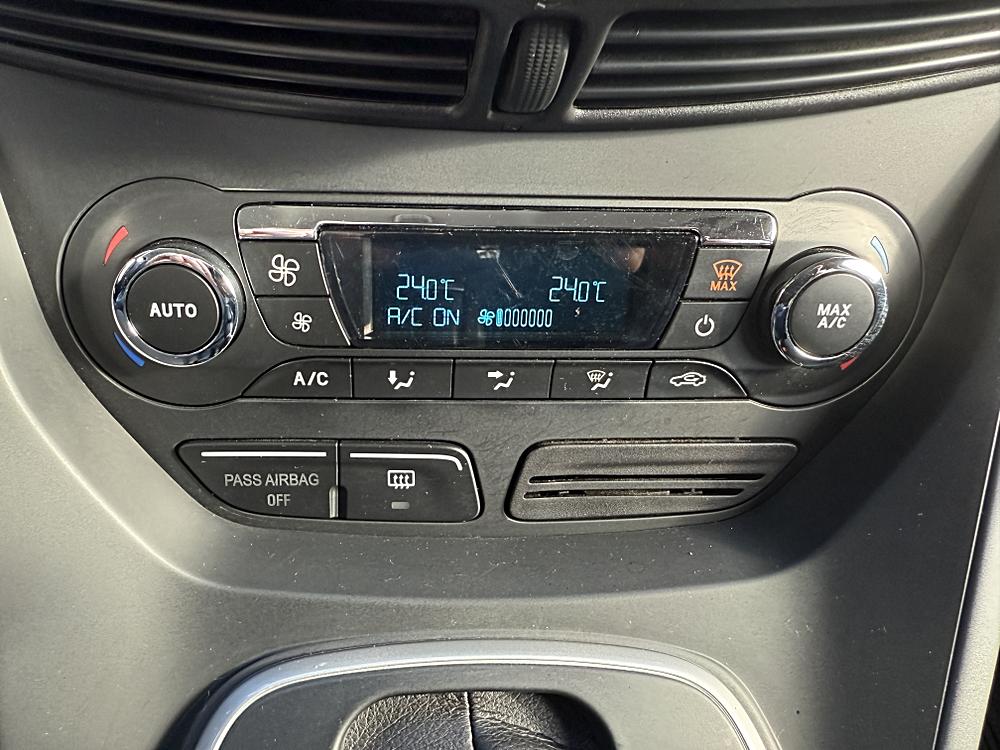 24.0°C 24.0°C
A/C ON
AUTO
MAX
MAX
A/C
A/C
PASS AIRBAG
OFF